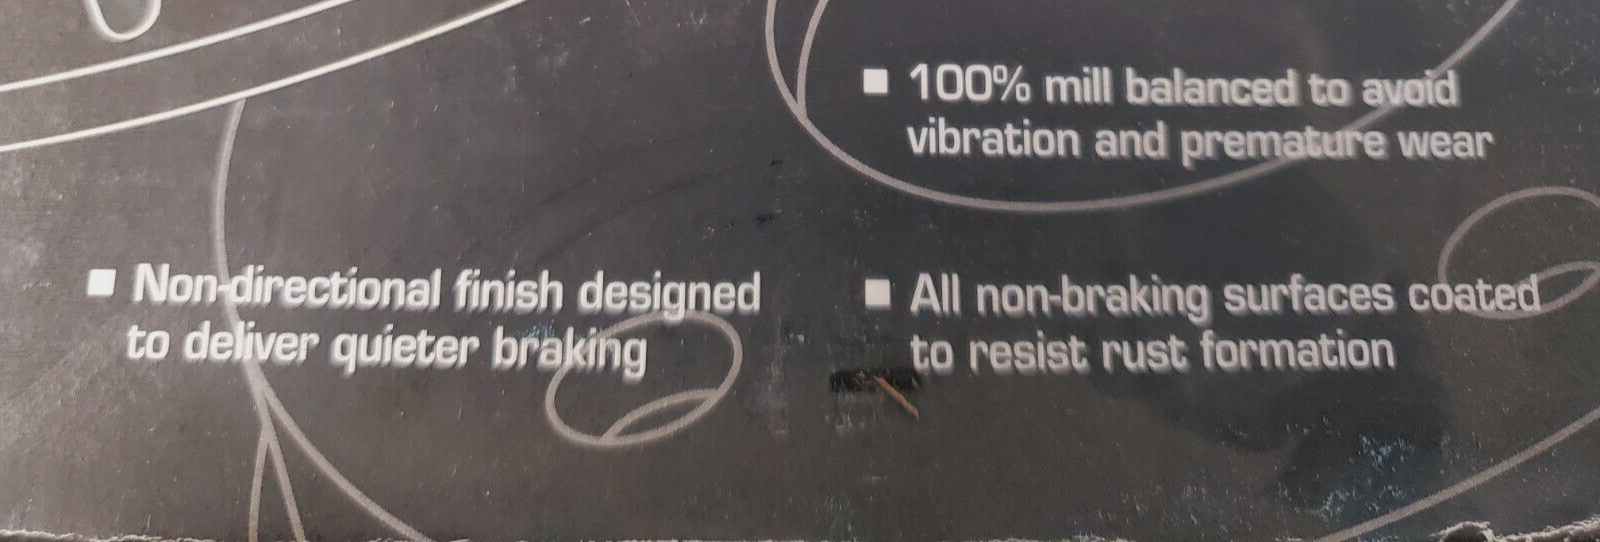 ■ 100% mill balanced to avoid
vibration and premature wear
■ Non-directional finish designed
to deliver quieter braking
■ All non-braking surfaces coated
to resist rust formation